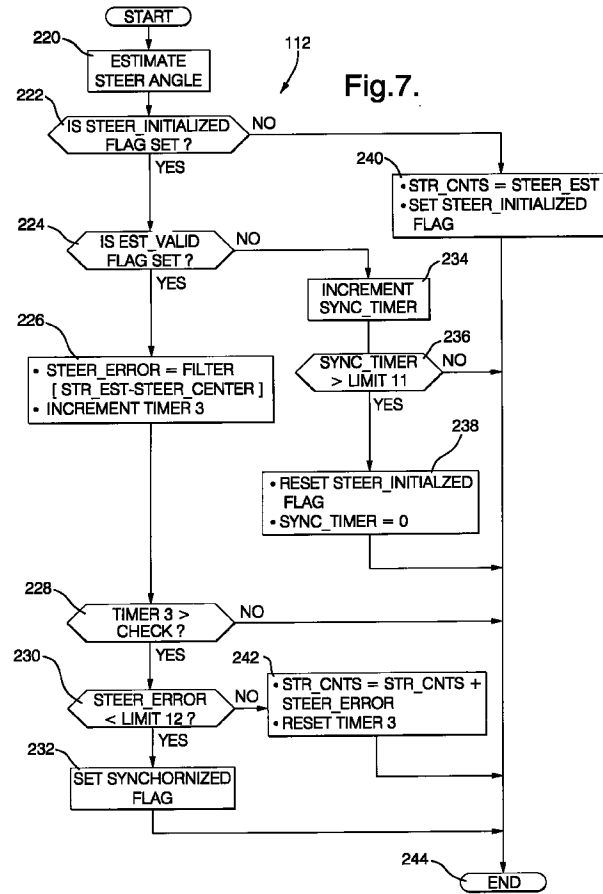 START
220
ESTIMATE
STEER ANGLE
112
Fig.7.
222
IS STEER_INITIALIZED
FLAG SET ?
NO
YES
240
•STR_CNTS = STEER_EST
•SET STEER_INITIALIZED
FLAG
224
IS EST_VALID
FLAG SET ?
NO
YES
234
INCREMENT
SYNC_TIMER
226
• STEER_ERROR = FILTER
[ STR_EST-STEER_CENTER ]
• INCREMENT TIMER 3
236
SYNC_TIMER
> LIMIT 11
NO
YES
238
• RESET STEER_INITIALZED
FLAG
• SYNC_TIMER = 0
228
TIMER 3 >
CHECK ?
NO
YES
230
STEER_ERROR
< LIMIT 12 ?
NO
YES
242
• STR_CNTS = STR_CNTS +
STEER_ERROR
• RESET TIMER 3
232
SET SYNCHORNIZED
FLAG
244
END